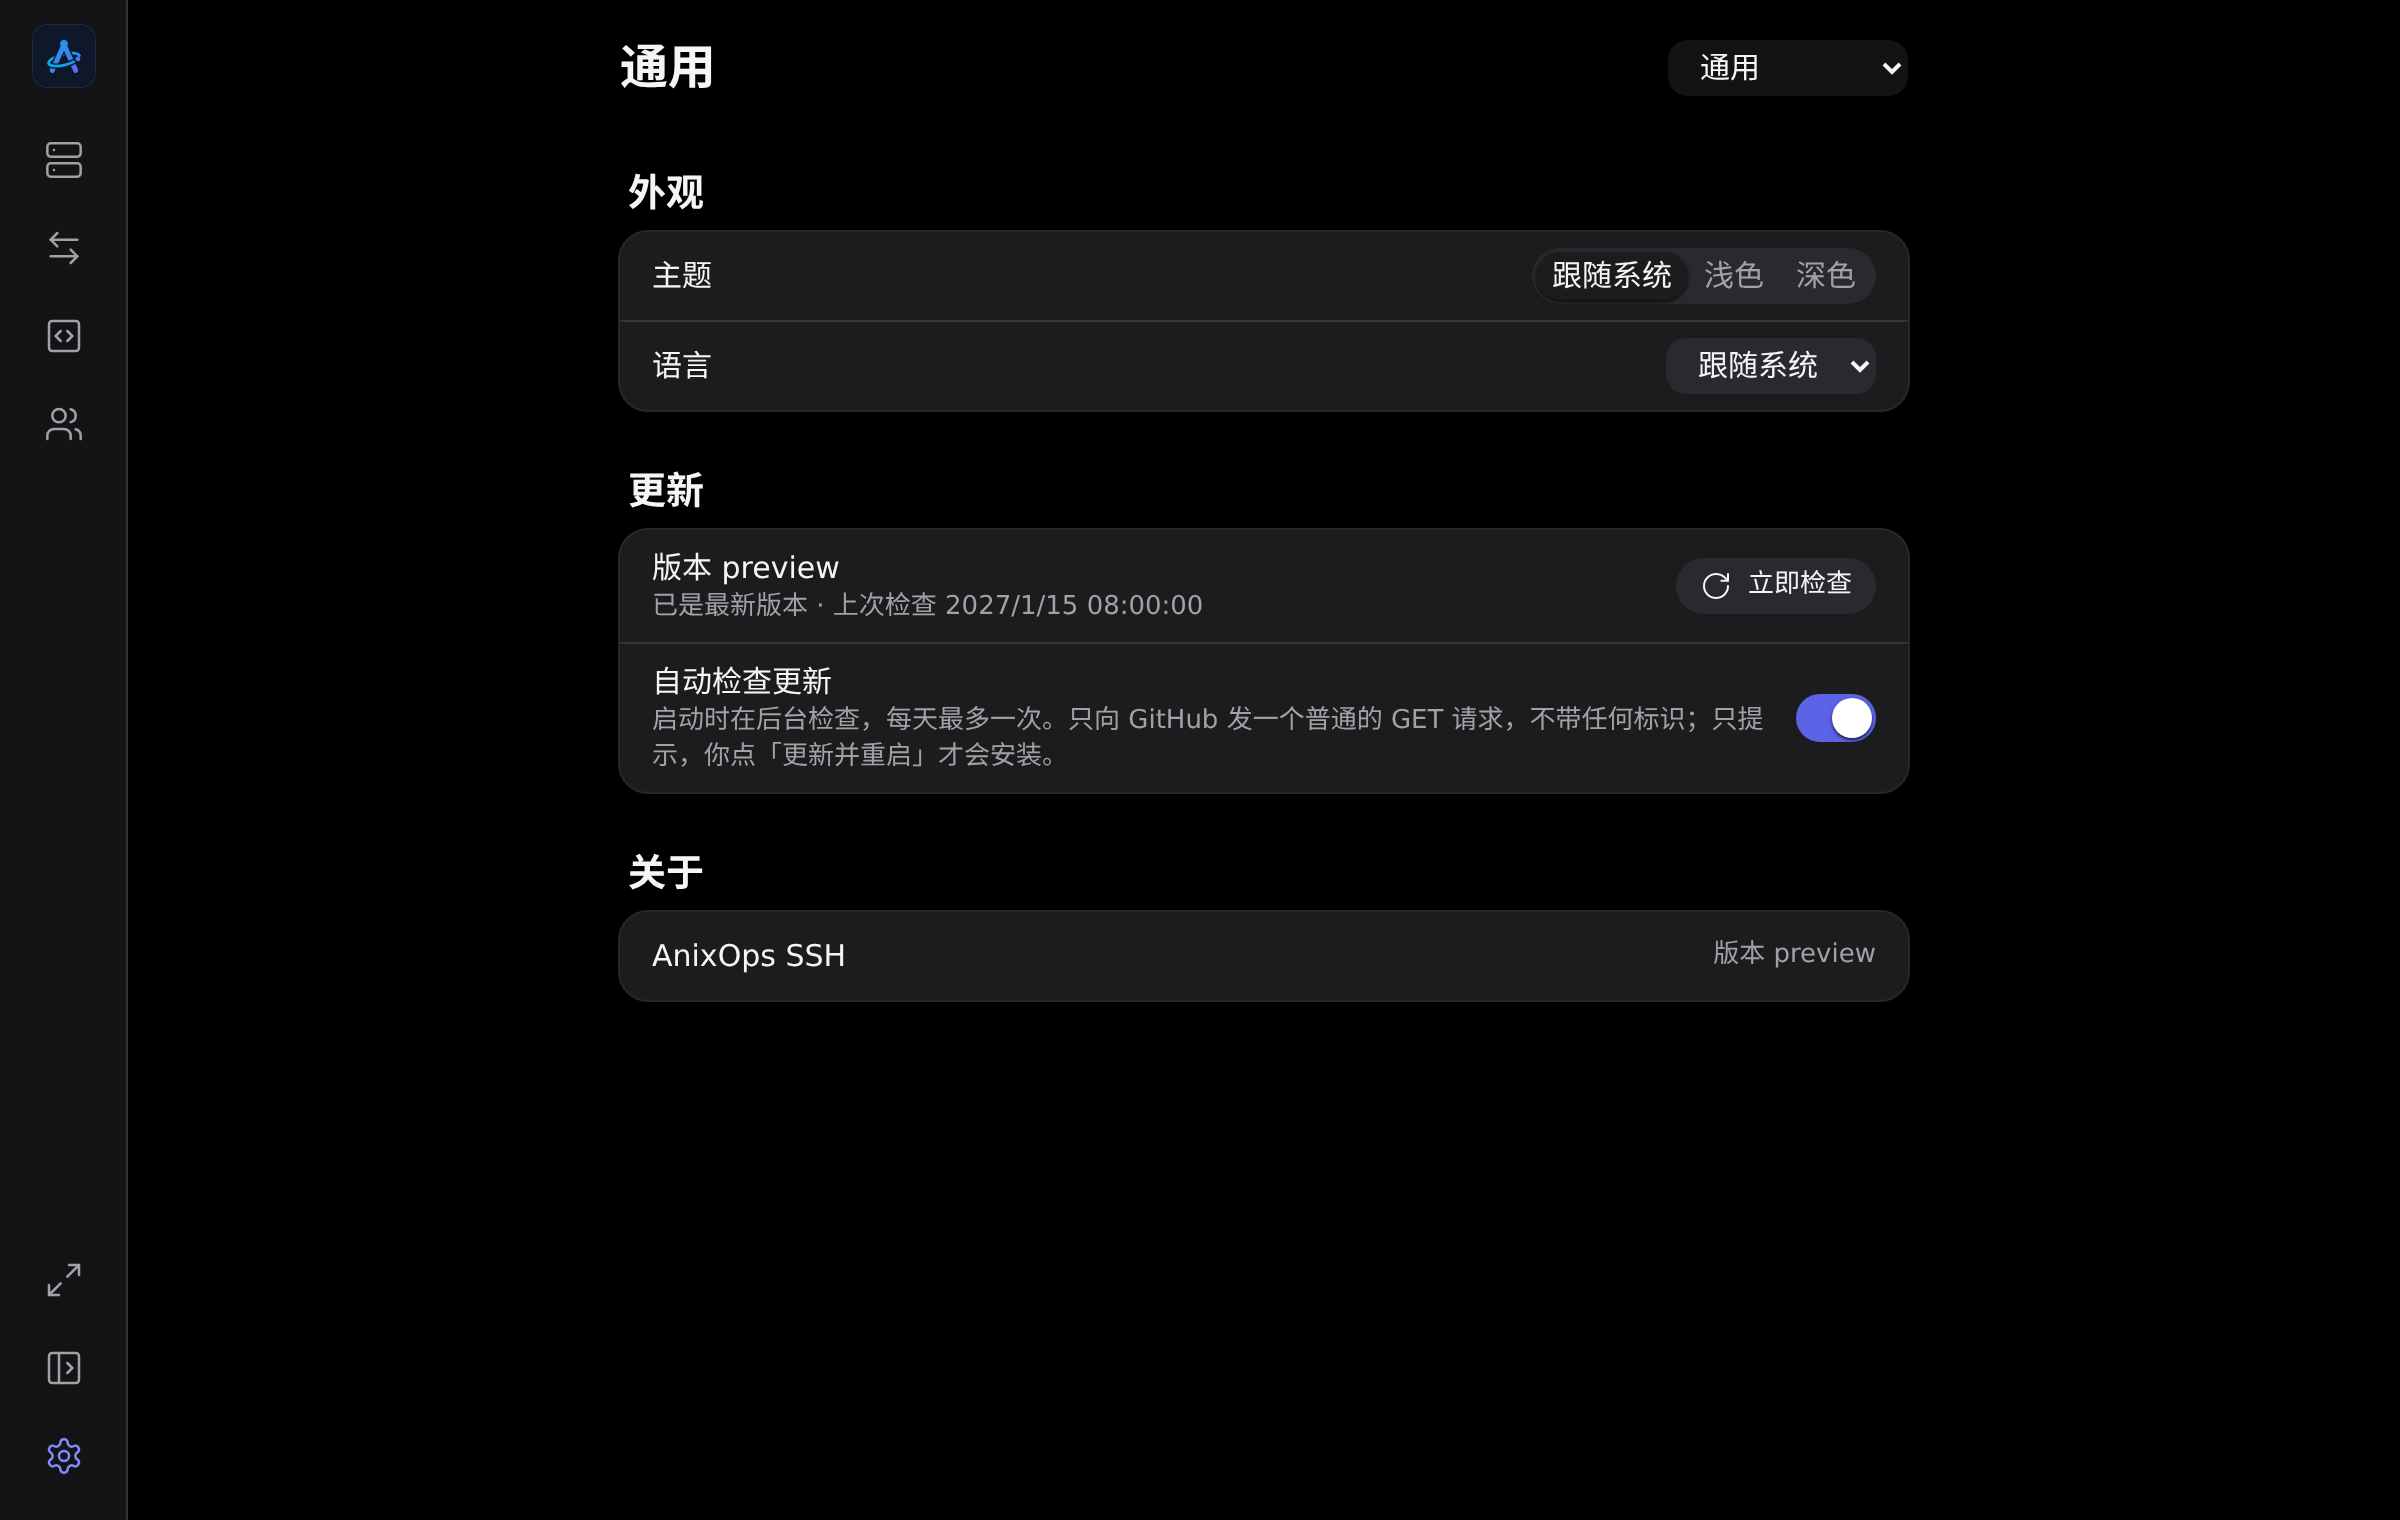 通用
通用
外观
主题
跟随系统 浅色 深色
语言
跟随系统
更新
版本 preview
已是最新版本 · 上次检查 2027/1/15 08:00:00
立即检查
自动检查更新
启动时在后台检查，每天最多一次。只向 GitHub 发一个普通的 GET 请求，不带任何标识；只提
示，你点「更新并重启」才会安装。
关于
AnixOps SSH
版本 preview